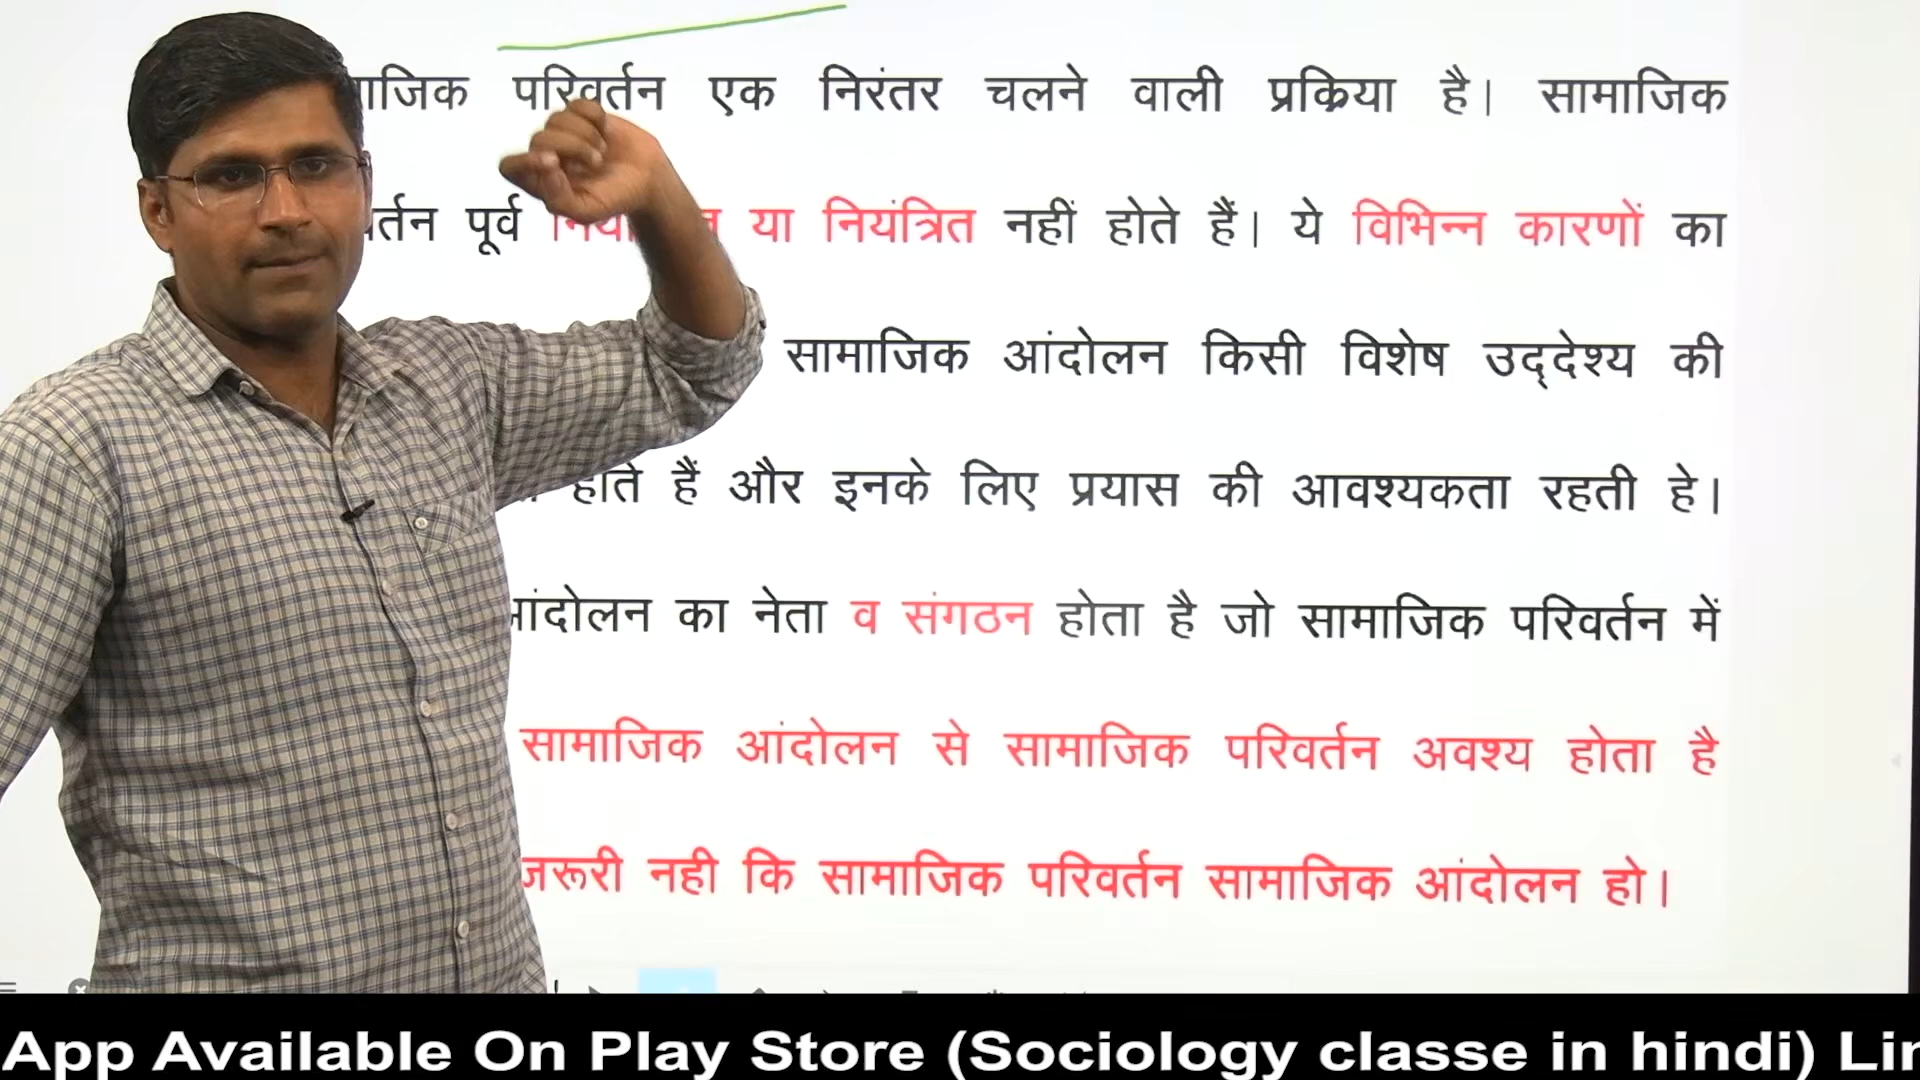 परिवर्तन एक निरंतर चलने वाली प्रक्रिया है। सामाजिक
पूर्व या नियंत्रित नहीं होते हैं। ये विभिन्न कारणों का
सामाजिक आंदोलन किसी विशेष उद्देश्य की
होते हैं और इनके लिए प्रयास की आवश्यकता रहती हे।
आंदोलन का नेता व संगठन होता है जो सामाजिक परिवर्तन में
सामाजिक आंदोलन से सामाजिक परिवर्तन अवश्य होता है
जरूरी नही कि सामाजिक परिवर्तन सामाजिक आंदोलन हो।
App Available On Play Store (Sociology classe in hindi)